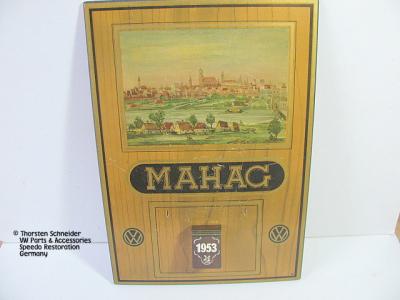 MAHAG
1953
© Thorsten Schneider
VW Parts & Accessories
Speedo Restoration
Germany